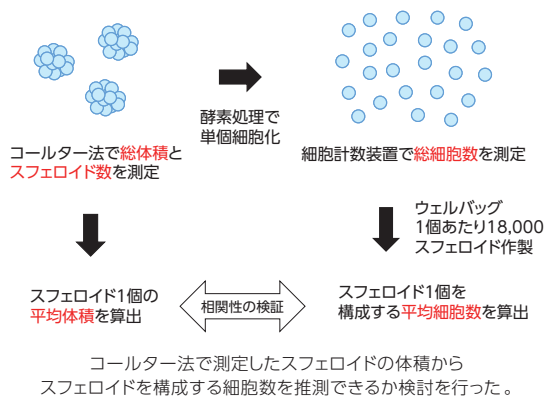 酵素処理で
単個細胞化
コールター法で総体積と
スフェロイド数を測定
細胞計数装置で総細胞数を測定
ウェルバッグ
1個あたり18,000
スフェロイド作製
スフェロイド1個の
平均体積を算出
相関性の検証
スフェロイド1個を
構成する平均細胞数を算出
コールター法で測定したスフェロイドの体積から
スフェロイドを構成する細胞数を推測できるか検討を行った。